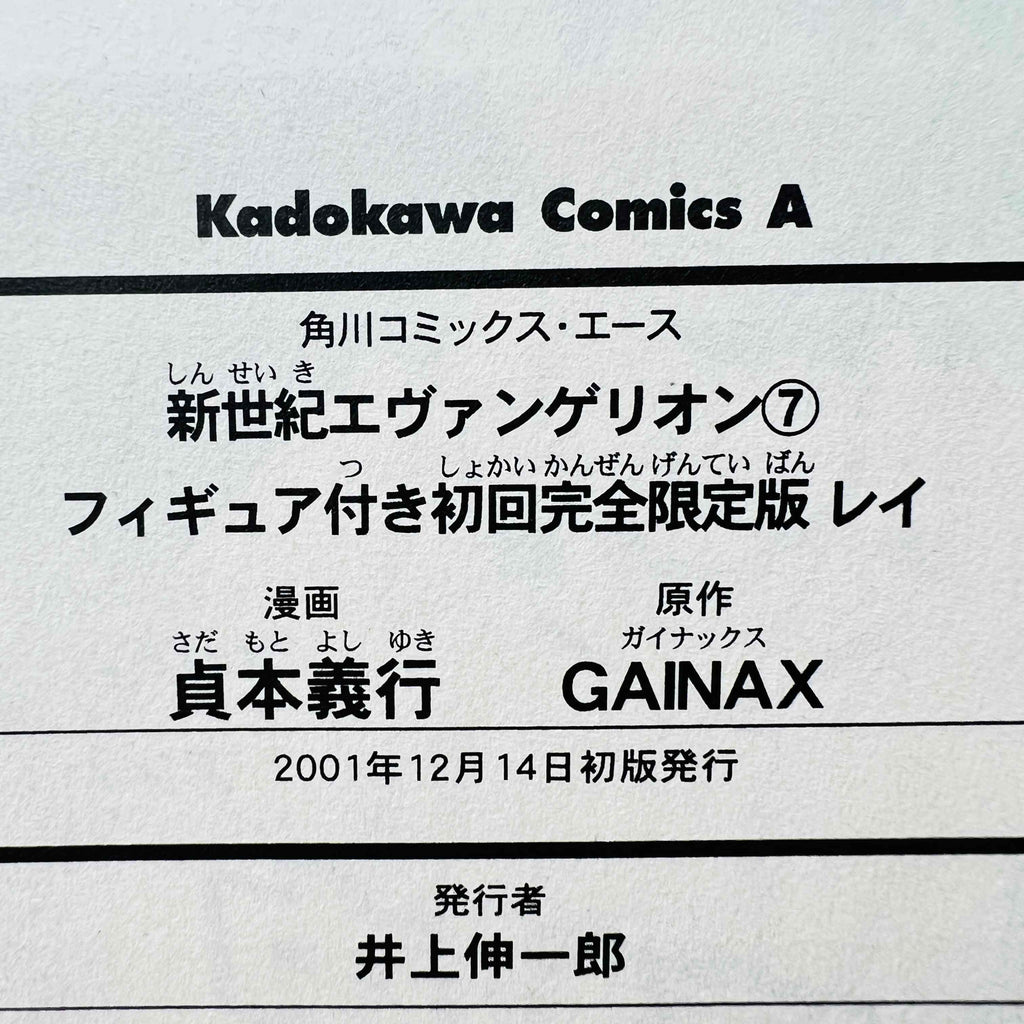 Kadokawa Comics A
角川コミックス・エース
しん せい き
新世紀エヴァンゲリオン⑦
つ しょかい かんぜん げんてい ばん
フィギュア付き初回完全限定版 レイ
漫画 原作
さだ もと よし ゆき ガイナックス
貞本義行 GAINAX
2001年12月14日初版発行
発行者
井上伸一郎